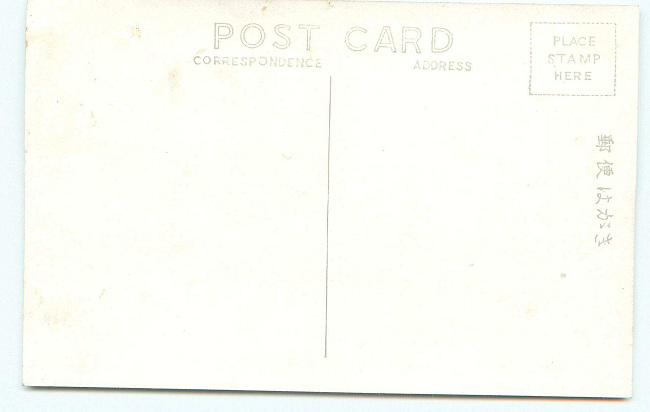 POST CARD
CORRESPONDENCE
ADDRESS
PLACE
STAMP
HERE
郵便はがき